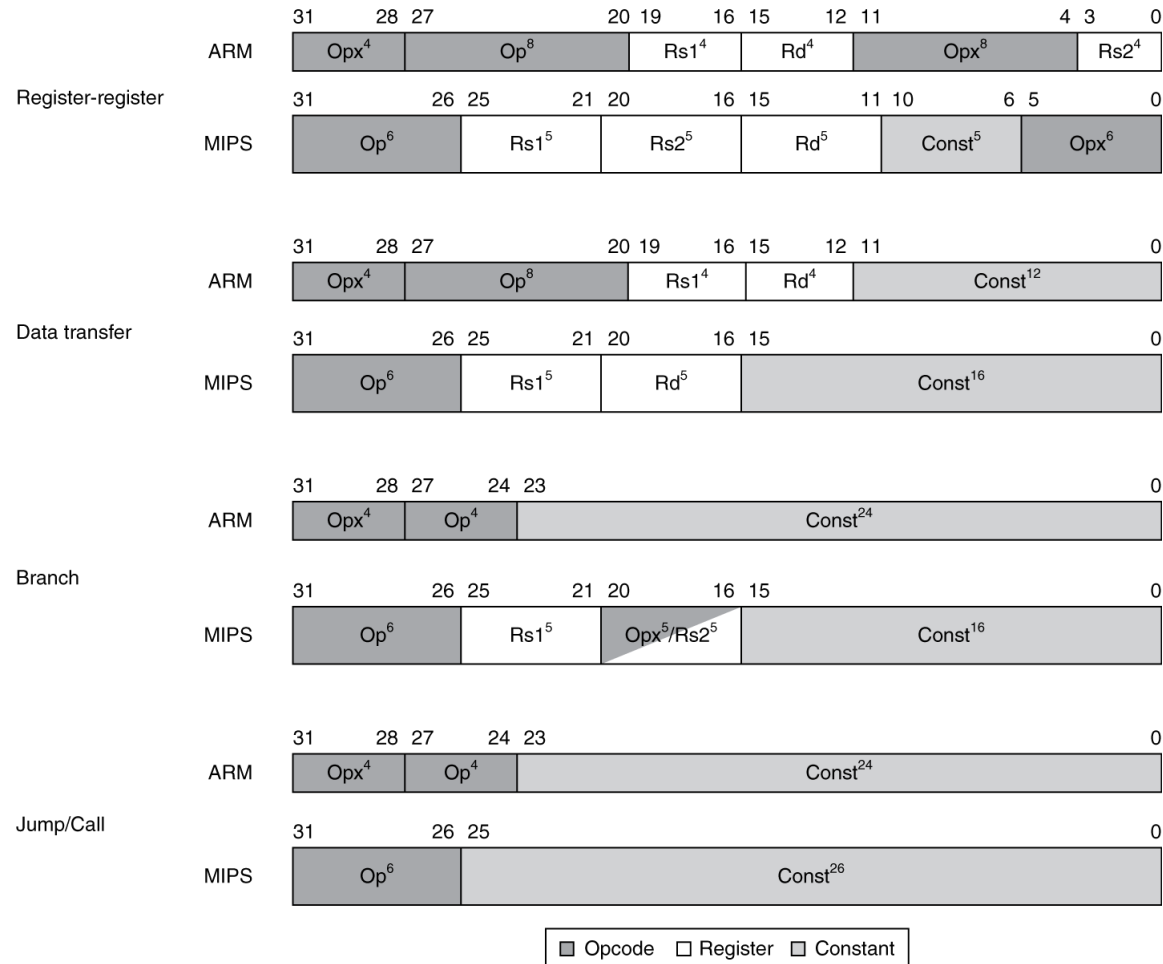 31 28 27 20 19 16 15 12 11 4 3 0
ARM Opx⁴ Op⁸ Rs1⁴ Rd⁴ Opx⁸ Rs2⁴
Register-register
31 26 25 21 20 16 15 11 10 6 5 0
MIPS Op⁶ Rs1⁵ Rs2⁵ Rd⁵ Const⁵ Opx⁶
31 28 27 20 19 16 15 12 11 0
ARM Opx⁴ Op⁸ Rs1⁴ Rd⁴ Const¹²
Data transfer
31 26 25 21 20 16 15 0
MIPS Op⁶ Rs1⁵ Rd⁵ Const¹⁶
31 28 27 24 23 0
ARM Opx⁴ Op⁴ Const²⁴
Branch
31 26 25 21 20 16 15 0
MIPS Op⁶ Rs1⁵ Opx⁵/Rs2⁵ Const¹⁶
31 28 27 24 23 0
ARM Opx⁴ Op⁴ Const²⁴
Jump/Call
31 26 25 0
MIPS Op⁶ Const²⁶
Opcode Register Constant